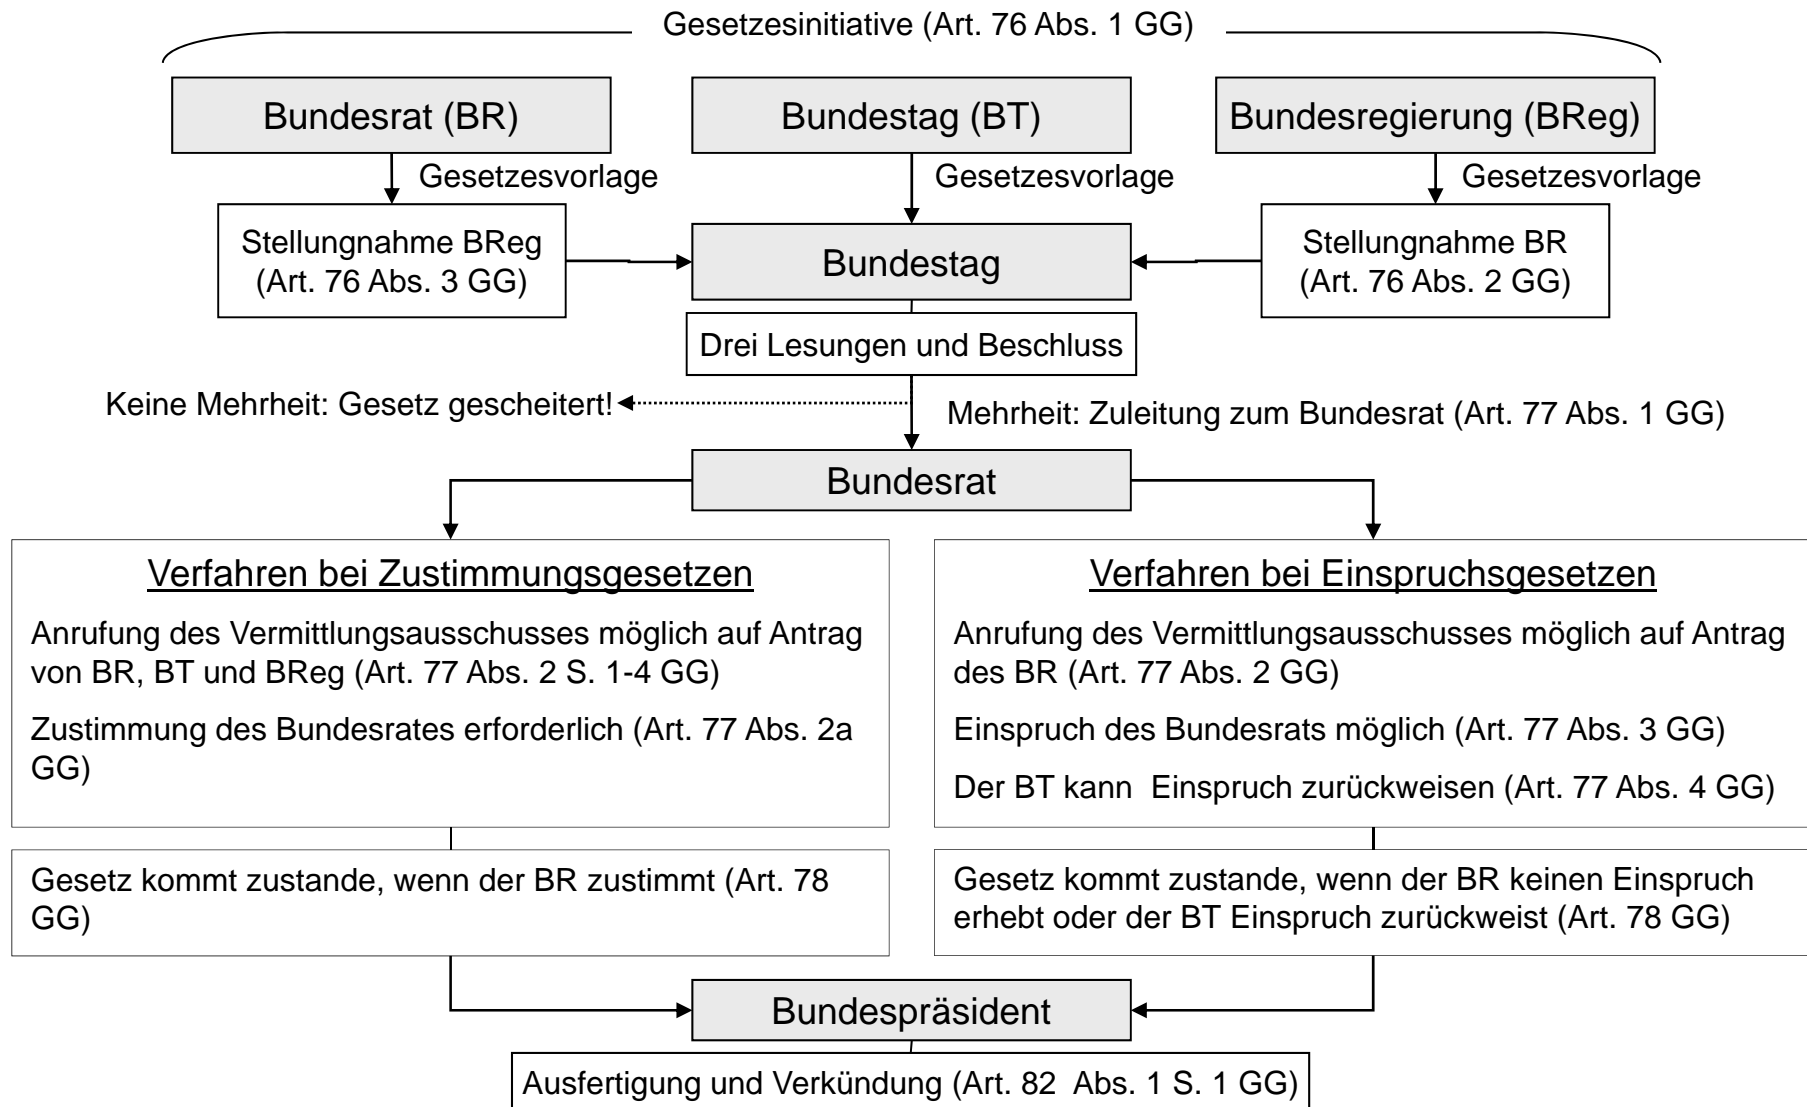 Gesetzesinitiative (Art. 76 Abs. 1 GG)
Bundesrat (BR)
Bundestag (BT)
Bundesregierung (BReg)
Gesetzesvorlage
Gesetzesvorlage
Gesetzesvorlage
Stellungnahme BReg
(Art. 76 Abs. 3 GG)
Bundestag
Stellungnahme BR
(Art. 76 Abs. 2 GG)
Drei Lesungen und Beschluss
Keine Mehrheit: Gesetz gescheitert!
Mehrheit: Zuleitung zum Bundesrat (Art. 77 Abs. 1 GG)
Bundesrat
Verfahren bei Zustimmungsgesetzen
Anrufung des Vermittlungsausschusses möglich auf Antrag
von BR, BT und BReg (Art. 77 Abs. 2 S. 1-4 GG)
Zustimmung des Bundesrates erforderlich (Art. 77 Abs. 2a
GG)
Verfahren bei Einspruchsgesetzen
Anrufung des Vermittlungsausschusses möglich auf Antrag
des BR (Art. 77 Abs. 2 GG)
Einspruch des Bundesrats möglich (Art. 77 Abs. 3 GG)
Der BT kann  Einspruch zurückweisen (Art. 77 Abs. 4 GG)
Gesetz kommt zustande, wenn der BR zustimmt (Art. 78
GG)
Gesetz kommt zustande, wenn der BR keinen Einspruch
erhebt oder der BT Einspruch zurückweist (Art. 78 GG)
Bundespräsident
Ausfertigung und Verkündung (Art. 82  Abs. 1 S. 1 GG)